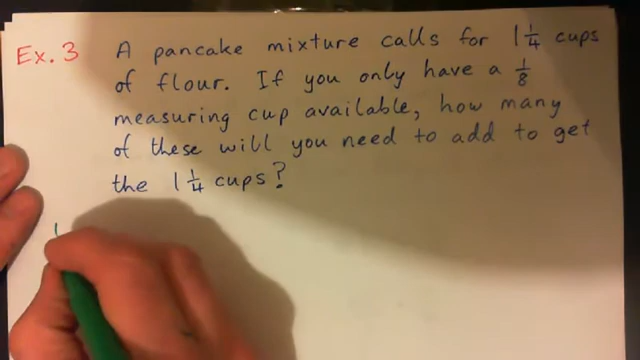 Ex. 3 A pancake mixture calls for 1 1/4 cups
of flour. If you only have a 1/8
measuring cup available, how many
of these will you need to add to get
the 1 1/4 cups?